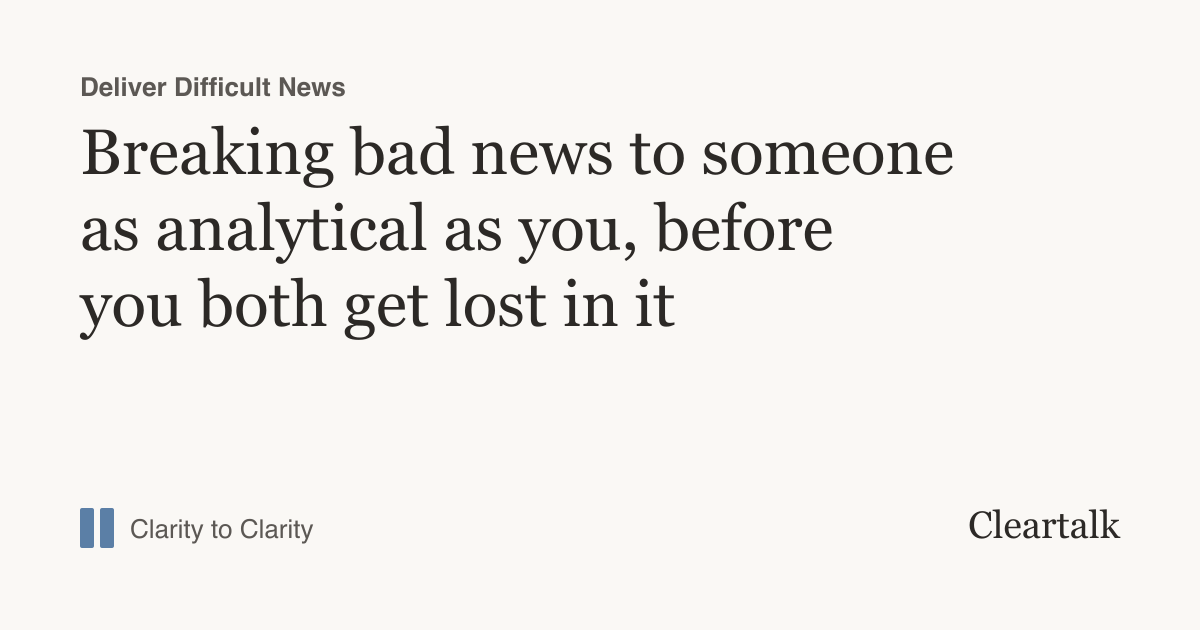 Deliver Difficult News
Breaking bad news to someone
as analytical as you, before
you both get lost in it
Clarity to Clarity
Cleartalk